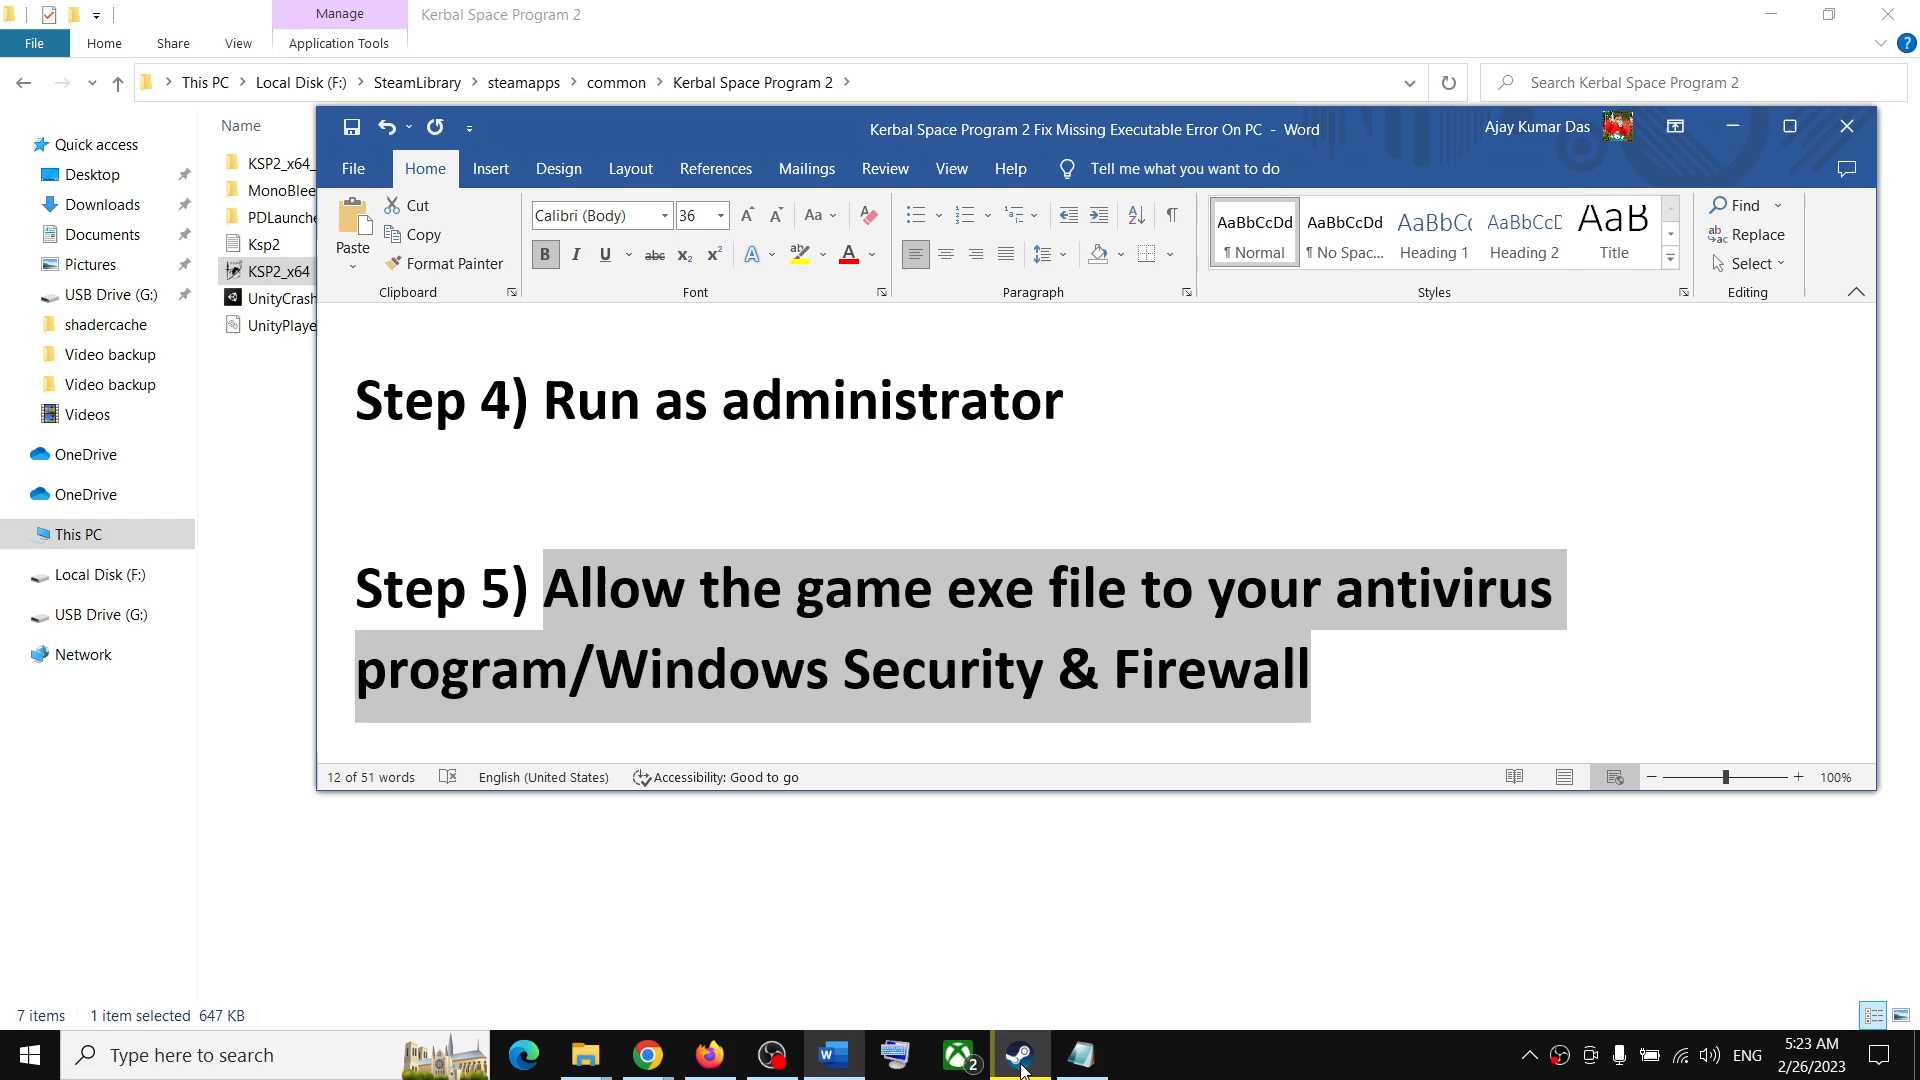 Manage
Kerbal Space Program 2
File
Home
Share
View
Application Tools
This PC
Local Disk (F:)
SteamLibrary
steamapps
common
Kerbal Space Program 2
Search Kerbal Space Program 2
Quick access
Desktop
Downloads
Documents
Pictures
USB Drive (G:)
shadercache
Video backup
Video backup
Videos
OneDrive
OneDrive
This PC
Local Disk (F:)
USB Drive (G:)
Network
Name
KSP2_x64_
MonoBlee
PDLaunche
Ksp2
KSP2_x64
UnityCrash
UnityPlaye
Kerbal Space Program 2 Fix Missing Executable Error On PC - Word
Ajay Kumar Das
File
Home
Insert
Design
Layout
References
Mailings
Review
View
Help
Tell me what you want to do
Paste
Cut
Copy
Format Painter
Clipboard
Calibri (Body)
36
Font
Paragraph
AaBbCcDd
¶ Normal
AaBbCcDd
¶ No Spac...
AaBbC
Heading 1
AaBbCcD
Heading 2
AaB
Title
Styles
Find
Replace
Select
Editing
Step 4) Run as administrator
Step 5) Allow the game exe file to your antivirus
program/Windows Security & Firewall
12 of 51 words
English (United States)
Accessibility: Good to go
100%
7 items
1 item selected 647 KB
Type here to search
2
ENG
5:23 AM
2/26/2023